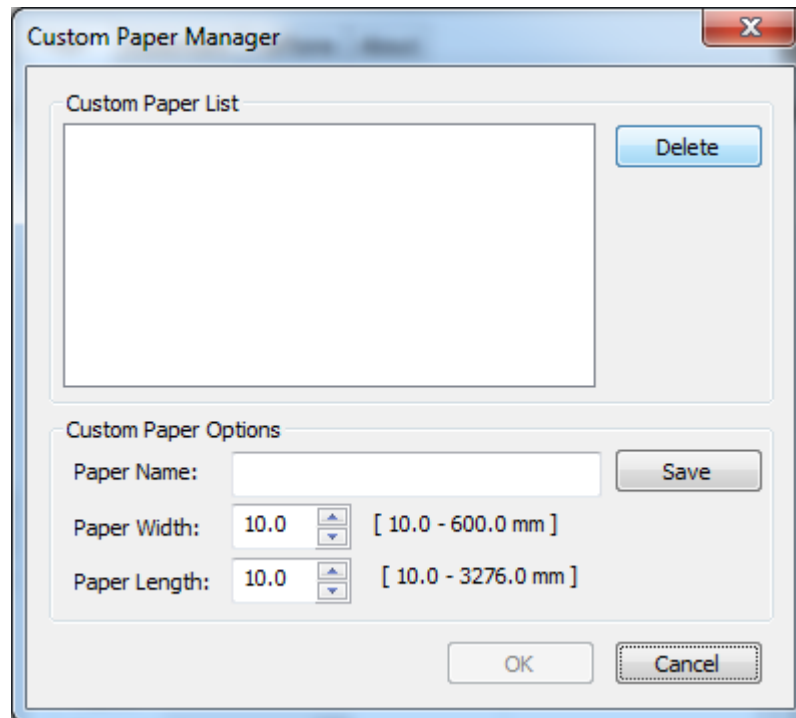 Custom Paper Manager
Custom Paper List
Delete
Custom Paper Options
Paper Name:
Save
Paper Width: 10.0 [ 10.0 - 600.0 mm ]
Paper Length: 10.0 [ 10.0 - 3276.0 mm ]
OK Cancel